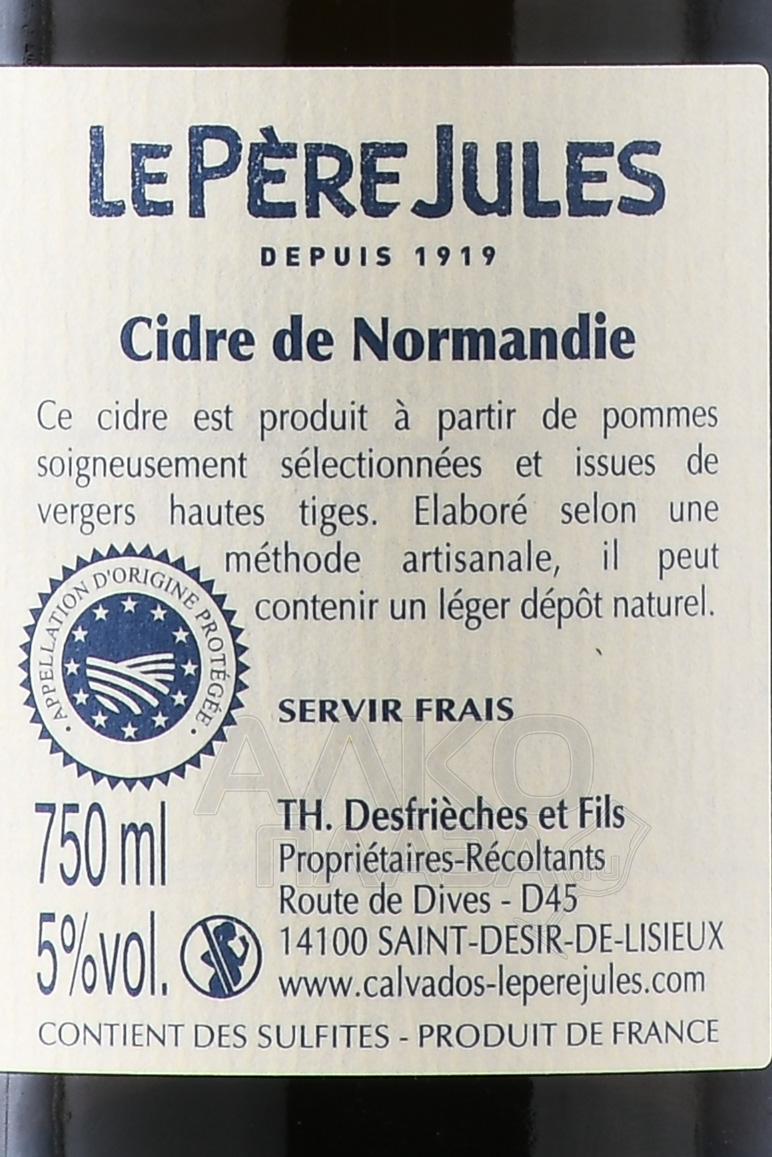 LE PÈRE JULES
DEPUIS 1919
Cidre de Normandie
Ce cidre est produit à partir de pommes
soigneusement sélectionnées et issues de
vergers hautes tiges. Elaboré selon une
méthode artisanale, il peut
contenir un léger dépôt naturel.
• APPELLATION D'ORIGINE PROTÉGÉE •
SERVIR FRAIS
АЛКО
ПЛАЗА.ru
750 ml
5%vol.
TH. Desfrièches et Fils
Propriétaires-Récoltants
Route de Dives - D45
14100 SAINT-DESIR-DE-LISIEUX
www.calvados-leperejules.com
CONTIENT DES SULFITES - PRODUIT DE FRANCE